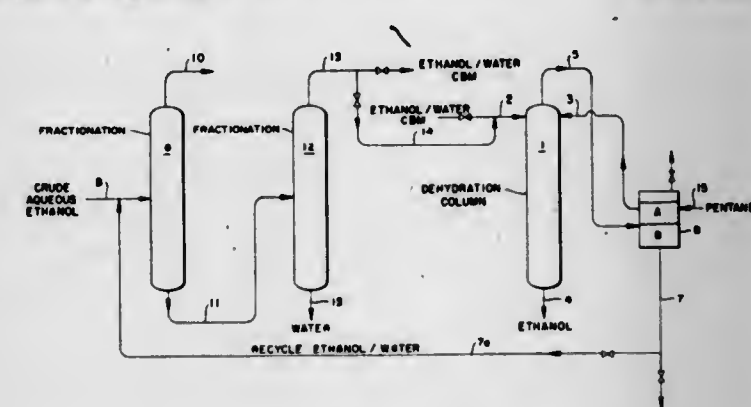 10
13
ETHANOL/WATER
CBM
5
2
3
ETHANOL/WATER
CBM
14
FRACTIONATION
9
FRACTIONATION
12
1
8
CRUDE
AQUEOUS
ETHANOL
DEHYDRATION
COLUMN
A
15
PENTANE
B
6
11
13
WATER
4
ETHANOL
7
RECYCLE ETHANOL/WATER
7a